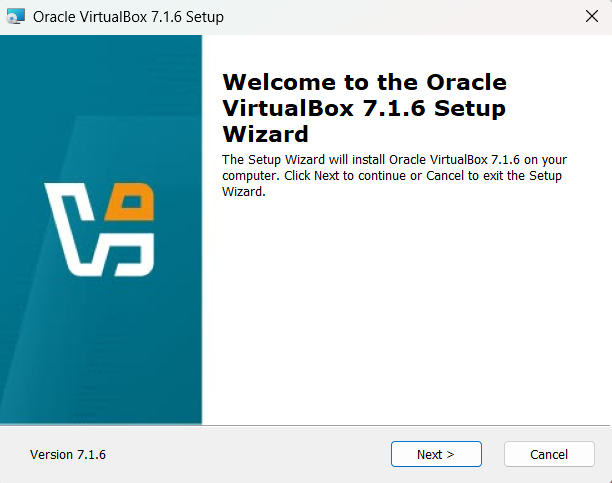 Oracle VirtualBox 7.1.6 Setup
Welcome to the Oracle
VirtualBox 7.1.6 Setup
Wizard
The Setup Wizard will install Oracle VirtualBox 7.1.6 on your
computer. Click Next to continue or Cancel to exit the Setup
Wizard.
Version 7.1.6
Next >
Cancel